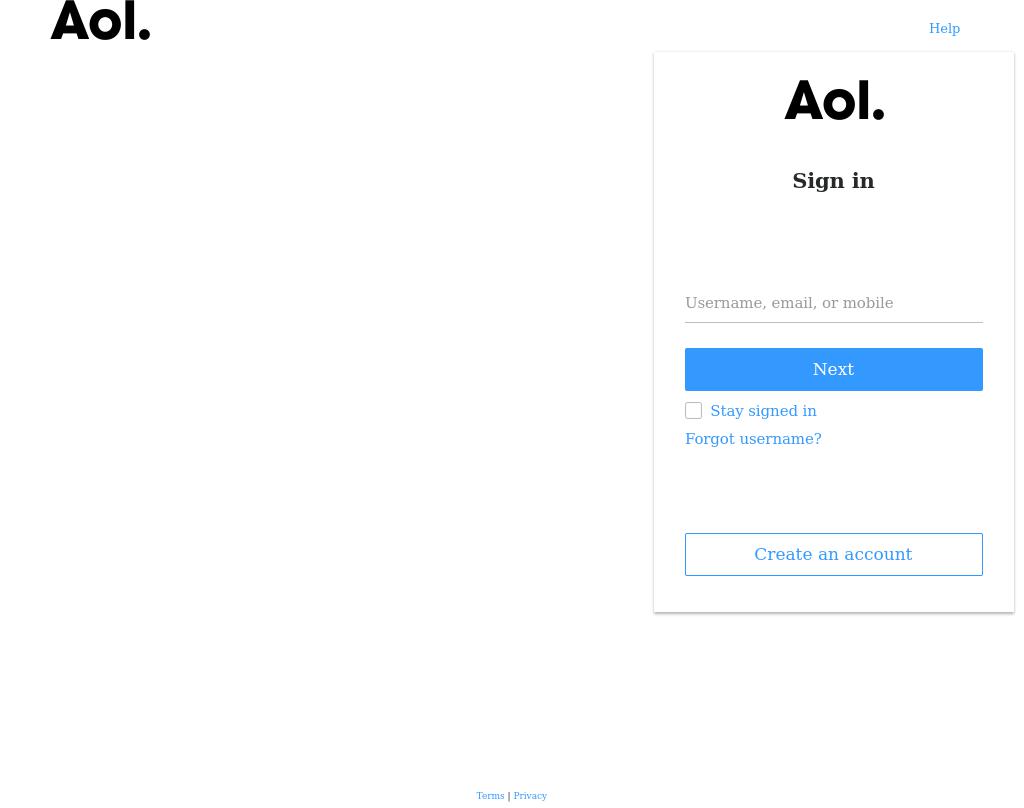 Aol.
Help
Aol.
Sign in
Username, email, or mobile
Next
Stay signed in
Forgot username?
Create an account
Terms | Privacy